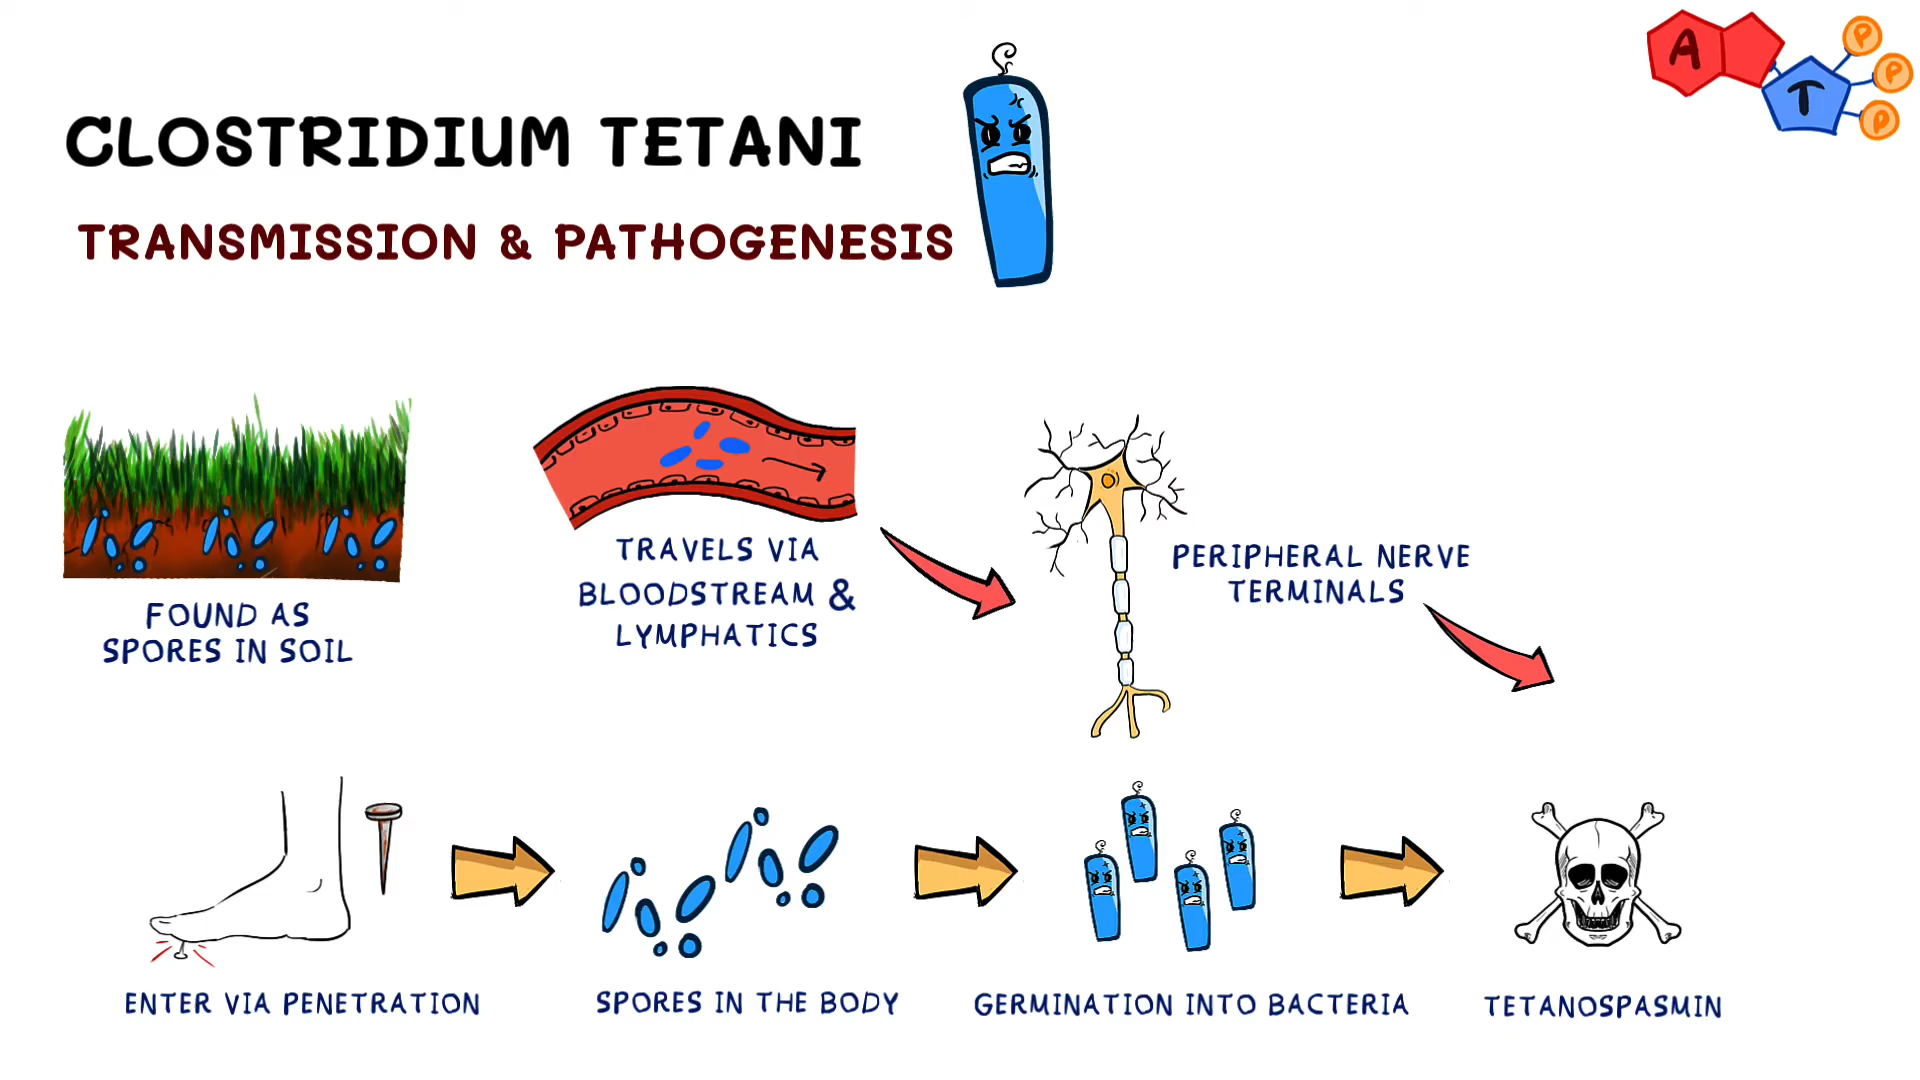 CLOSTRIDIUM TETANI
TRANSMISSION & PATHOGENESIS
A
T
P
P
P
FOUND AS
SPORES IN SOIL
TRAVELS VIA
BLOODSTREAM &
LYMPHATICS
PERIPHERAL NERVE
TERMINALS
ENTER VIA PENETRATION
SPORES IN THE BODY
GERMINATION INTO BACTERIA
TETANOSPASMIN